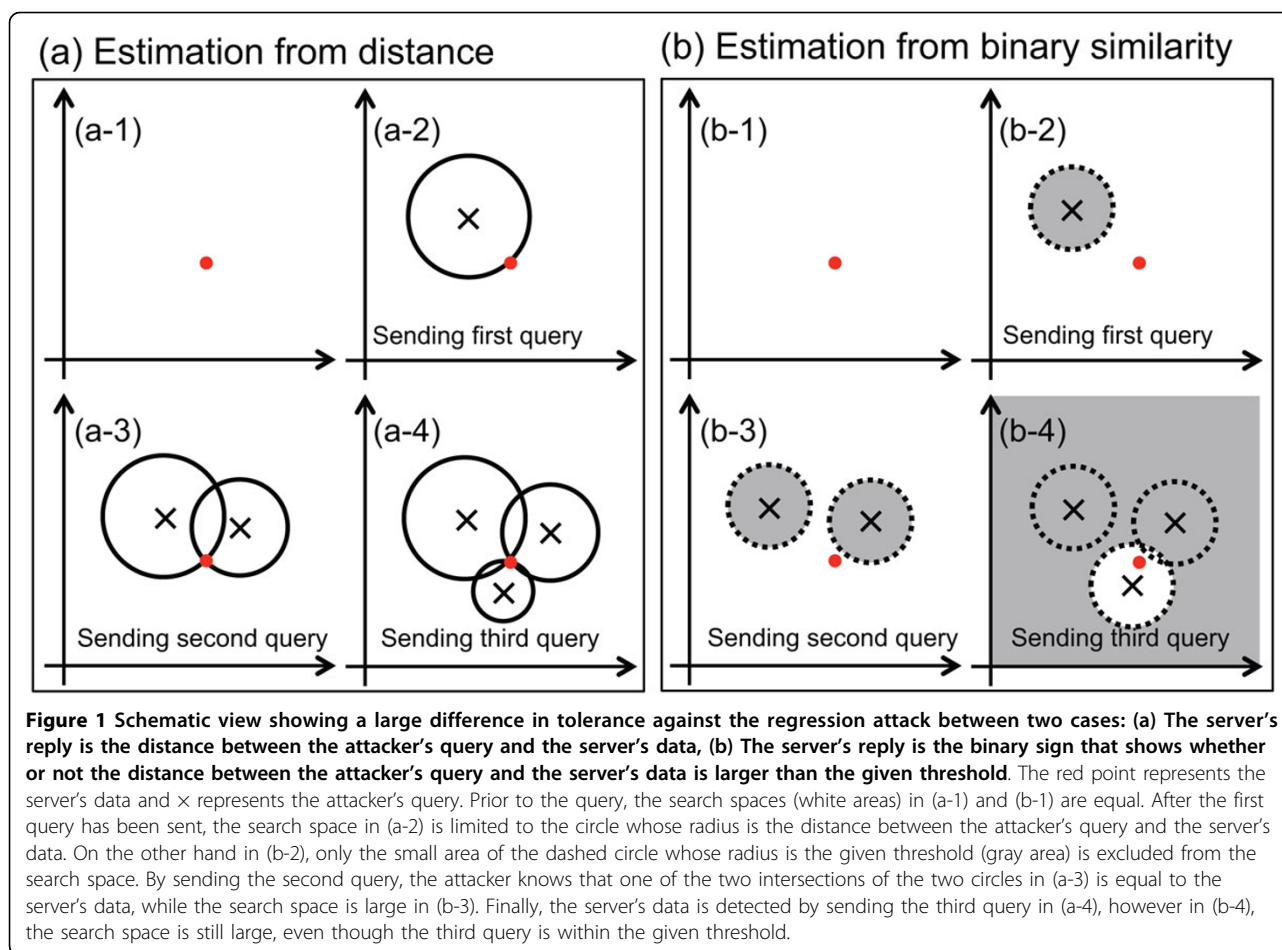 (a) Estimation from distance
(b) Estimation from binary similarity
(a-1)
(a-2)
Sending first query
(a-3)
Sending second query
(a-4)
Sending third query
(b-1)
(b-2)
Sending first query
(b-3)
Sending second query
(b-4)
Sending third query
Figure 1 Schematic view showing a large difference in tolerance against the regression attack between two cases: (a) The server's
reply is the distance between the attacker's query and the server's data, (b) The server's reply is the binary sign that shows whether
or not the distance between the attacker's query and the server's data is larger than the given threshold. The red point represents the
server's data and × represents the attacker's query. Prior to the query, the search spaces (white areas) in (a-1) and (b-1) are equal. After the first
query has been sent, the search space in (a-2) is limited to the circle whose radius is the distance between the attacker's query and the server's
data. On the other hand in (b-2), only the small area of the dashed circle whose radius is the given threshold (gray area) is excluded from the
search space. By sending the second query, the attacker knows that one of the two intersections of the two circles in (a-3) is equal to the
server's data, while the search space is large in (b-3). Finally, the server's data is detected by sending the third query in (a-4), however in (b-4),
the search space is still large, even though the third query is within the given threshold.